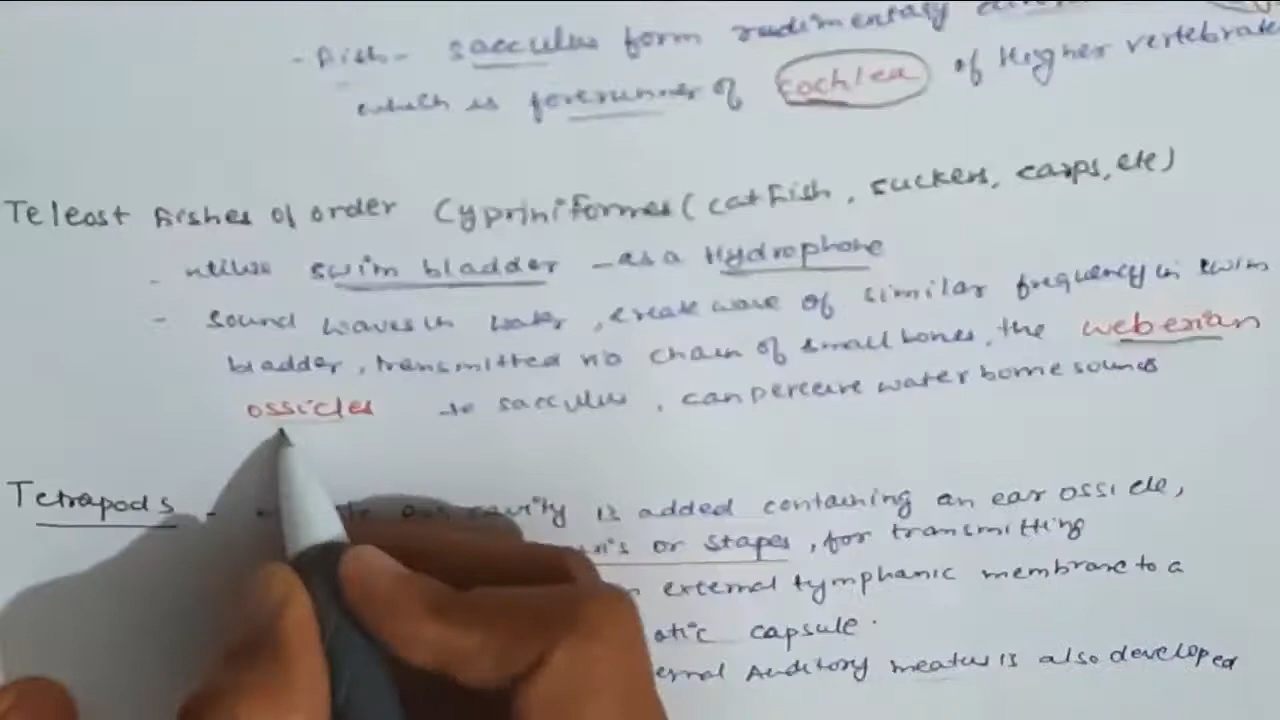 - Fish - sacculus form rudimentary
which is forerunner of cochlea of Higher vertebrate
Teleost Fishes of order Cypriniformes (catfish, suckers, carps, etc)
- utilise swim bladder - as a Hydrophone
- sound waves in water, create wave of similar frequency in swim
bladder, transmitted via chain of small bones, the weberian
ossicles to sacculus, can perceive water borne sounds
Tetrapods - cavity is added containing an ear ossicle,
or stapes, for transmitting
external tymphanic membrane to a
capsule.
Auditory meatus is also developed